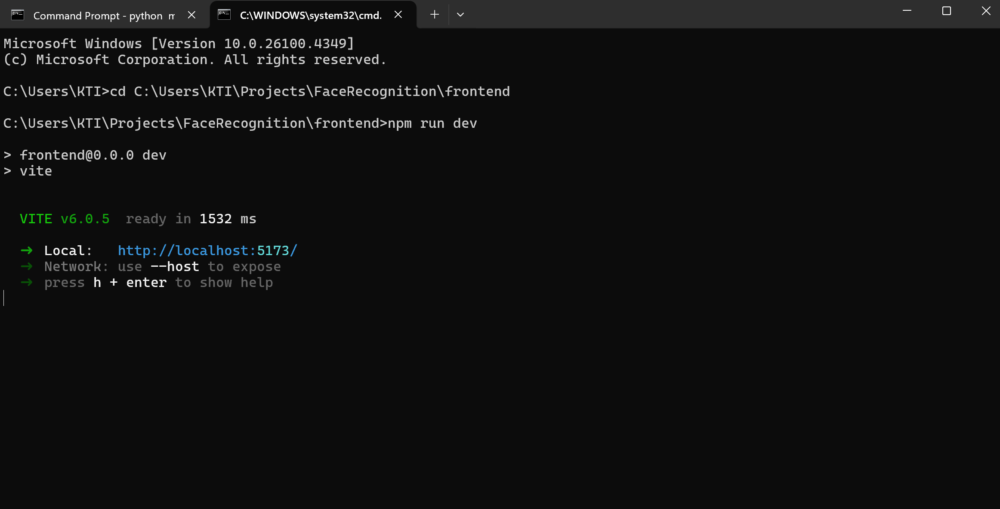 Command Prompt - python m
C:\WINDOWS\system32\cmd.
Microsoft Windows [Version 10.0.26100.4349]
(c) Microsoft Corporation. All rights reserved.
C:\Users\KTI>cd C:\Users\KTI\Projects\FaceRecognition\frontend
C:\Users\KTI\Projects\FaceRecognition\frontend>npm run dev
> frontend@0.0.0 dev
> vite
VITE v6.0.5 ready in 1532 ms
➜ Local: http://localhost:5173/
➜ Network: use --host to expose
➜ press h + enter to show help